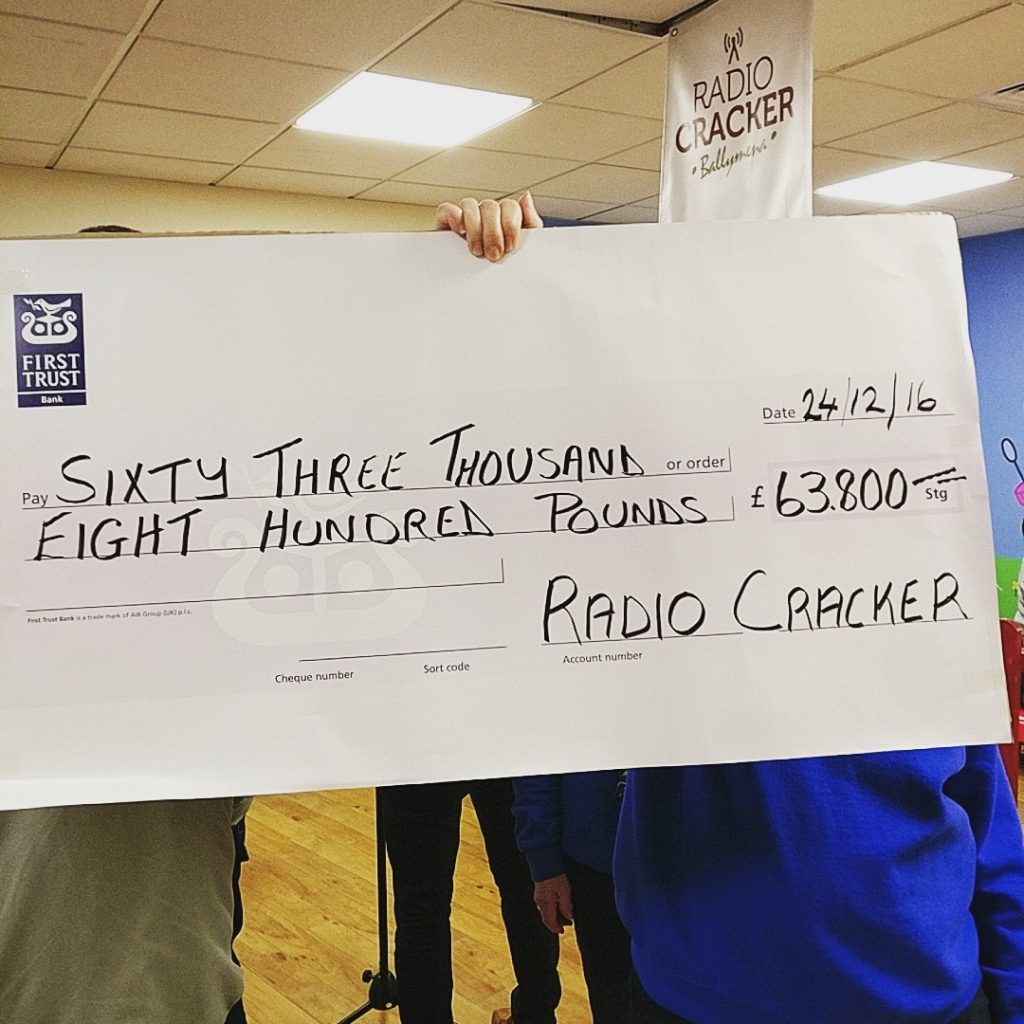 RADIO
CRACKER
• Ballymena •
FIRST
TRUST
Bank
Date 24/12/16
Pay SIXTY THREE THOUSAND or order
EIGHT HUNDRED POUNDS £ 63.800 Stg
First Trust Bank is a trade mark of AIB Group (UK) p.l.c.
RADIO CRACKER
Cheque number Sort code Account number